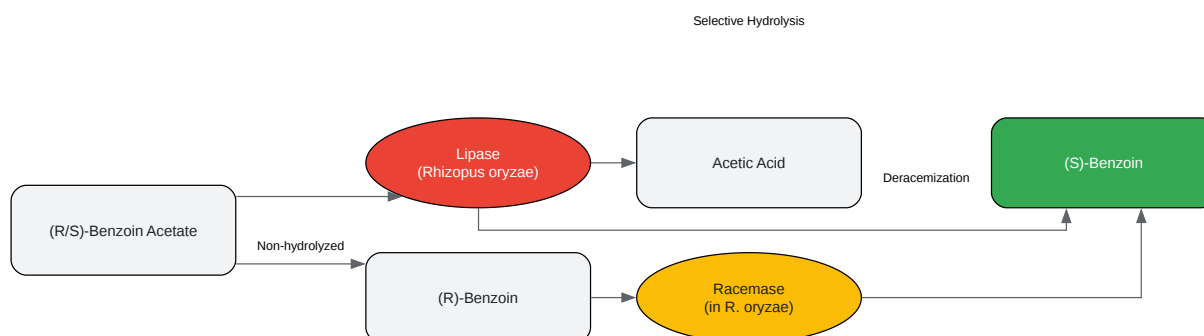 Selective Hydrolysis
Lipase
(Rhizopus oryzae)
Acetic Acid
Deracemization
(S)-Benzoin
(R/S)-Benzoin Acetate
Non-hydrolyzed
(R)-Benzoin
Racemase
(in R. oryzae)